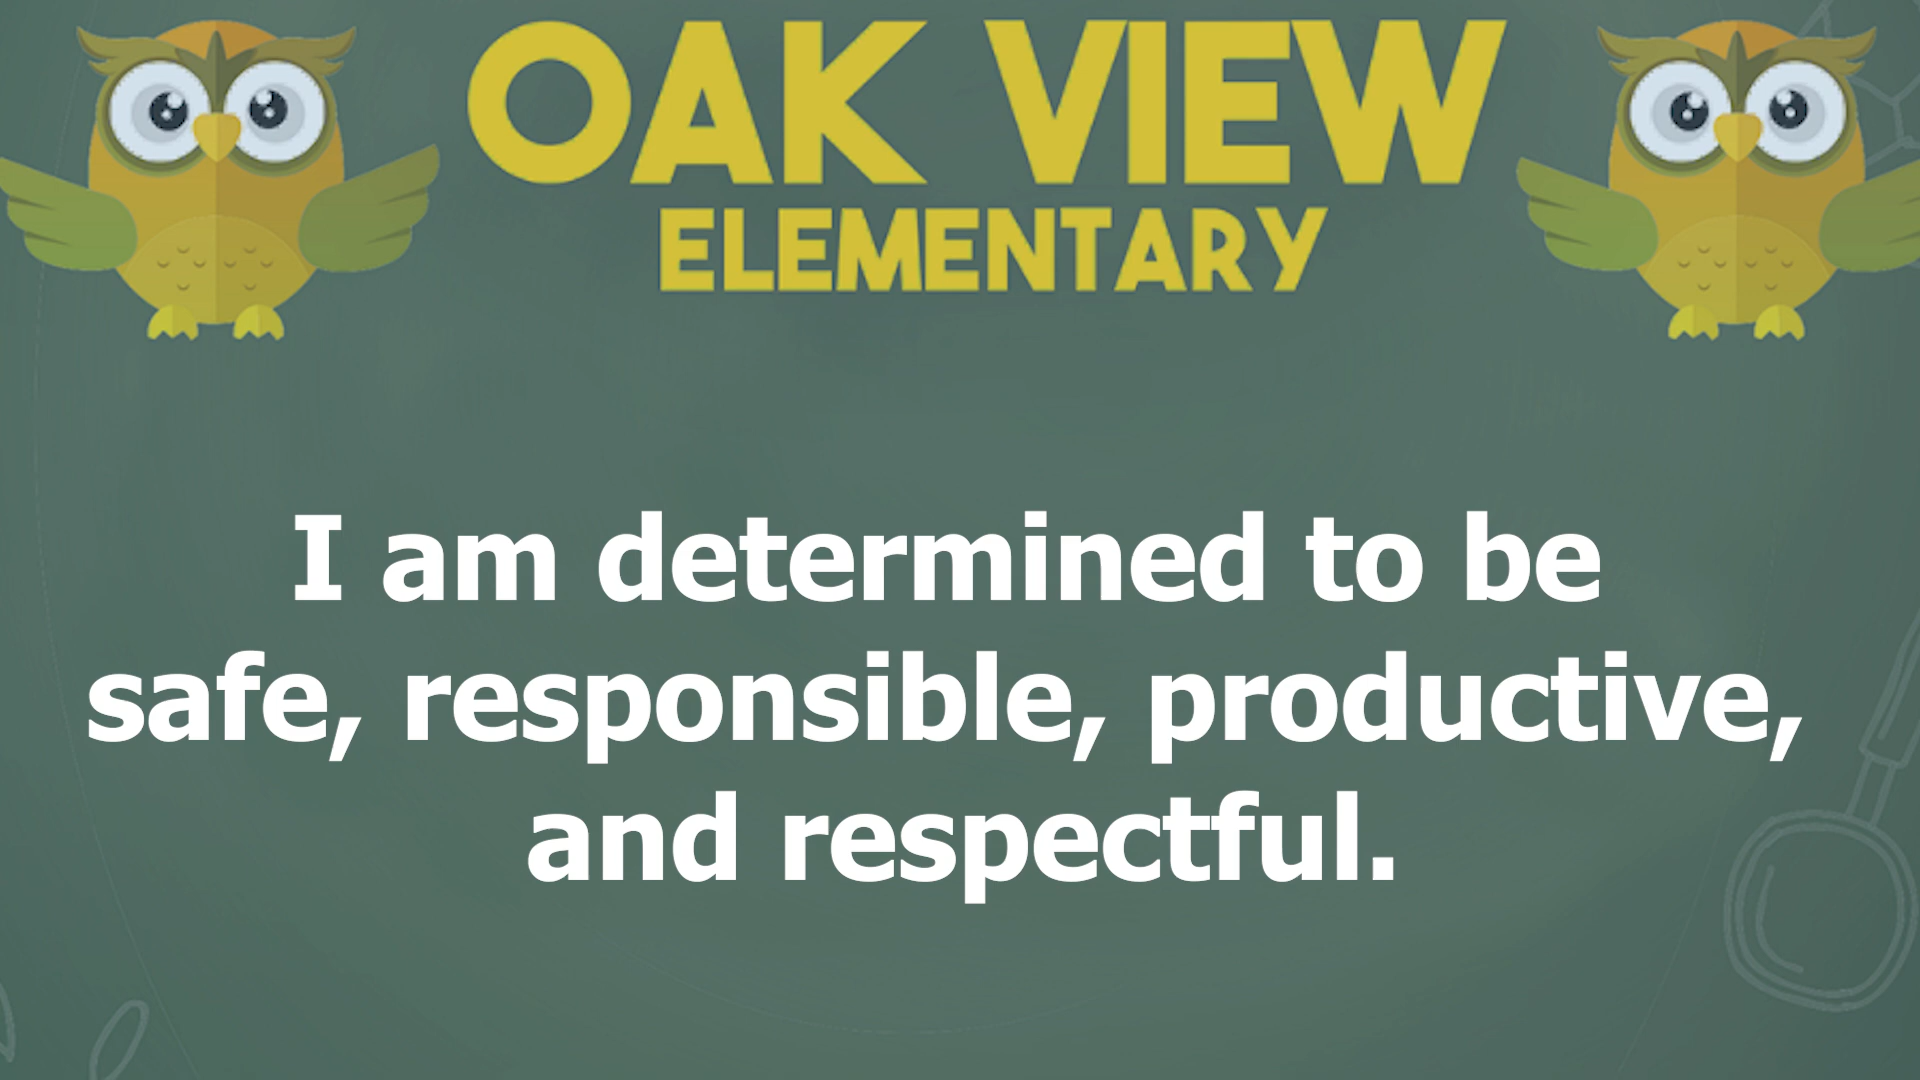 OAK VIEW
ELEMENTARY
I am determined to be
safe, responsible, productive,
and respectful.